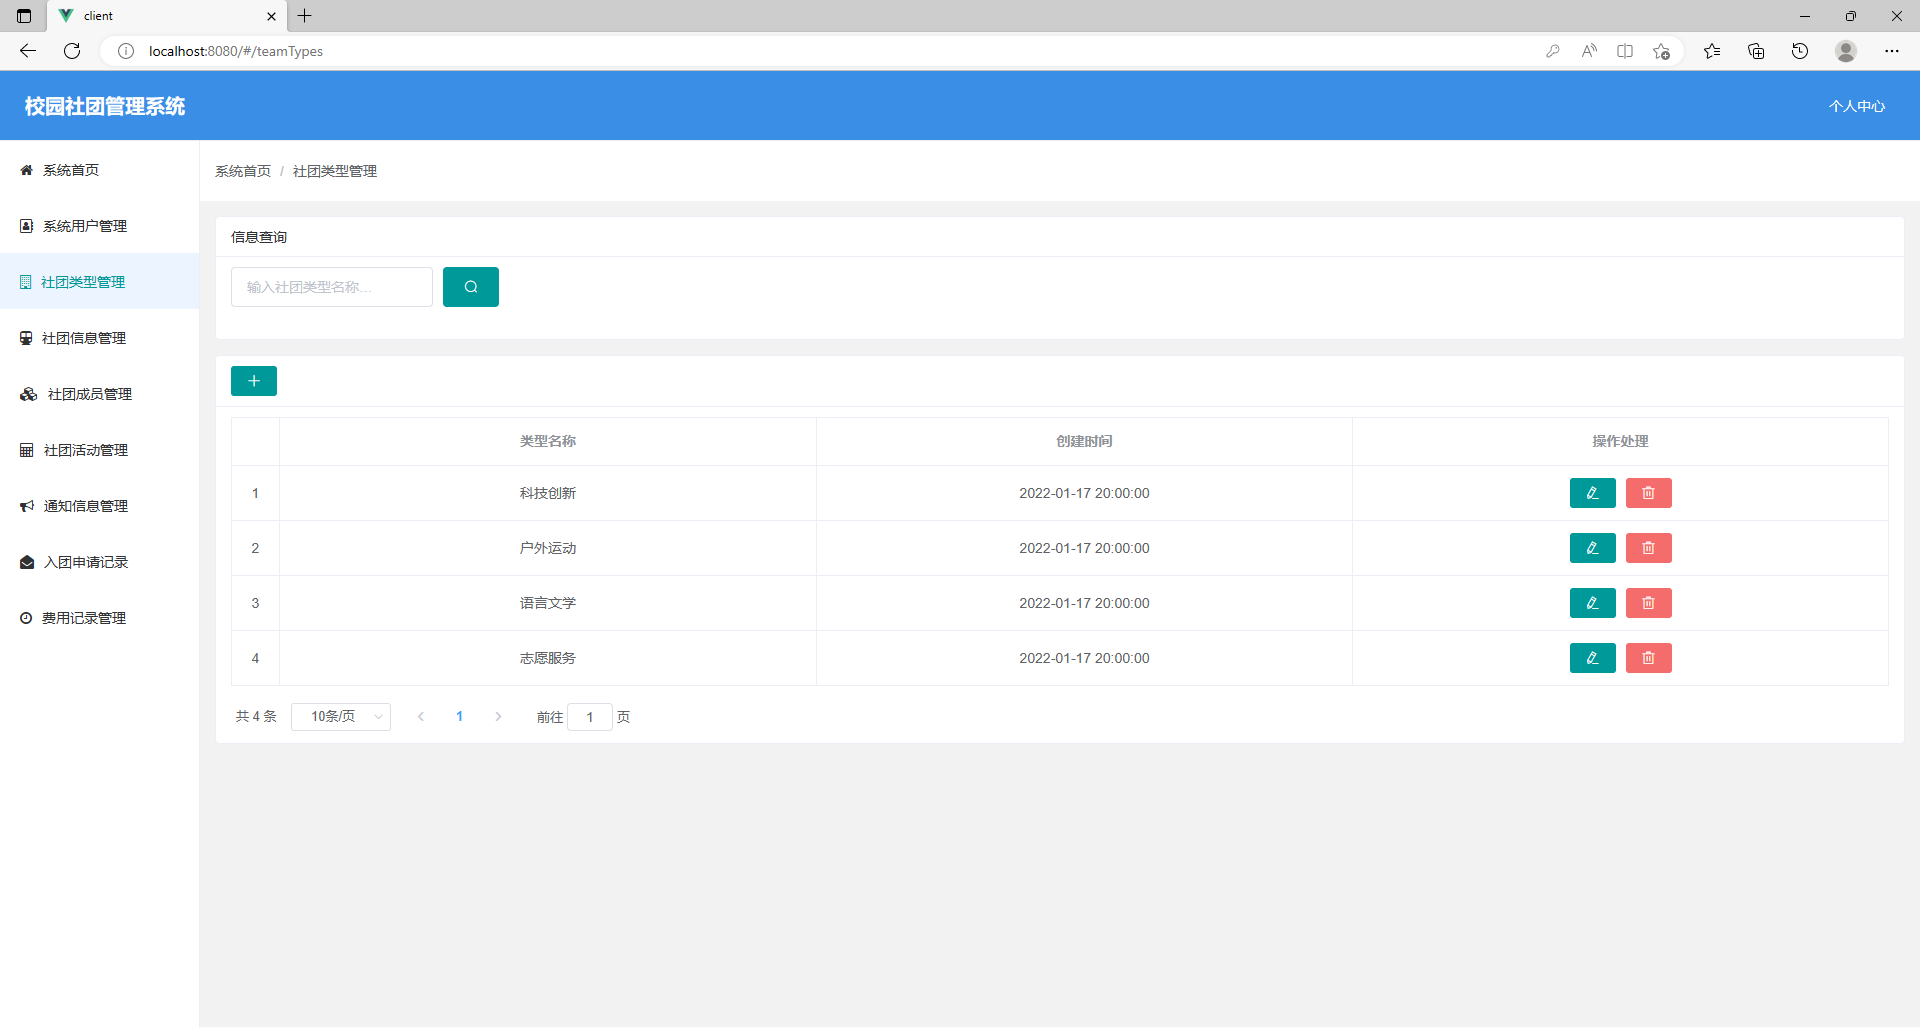 client
localhost:8080/#/teamTypes
校园社团管理系统
个人中心
系统首页
系统用户管理
社团类型管理
社团信息管理
社团成员管理
社团活动管理
通知信息管理
入团申请记录
费用记录管理
系统首页 / 社团类型管理
信息查询
输入社团类型名称...
类型名称 创建时间 操作处理
1 科技创新 2022-01-17 20:00:00
2 户外运动 2022-01-17 20:00:00
3 语言文学 2022-01-17 20:00:00
4 志愿服务 2022-01-17 20:00:00
共 4 条 10条/页 1 前往 1 页